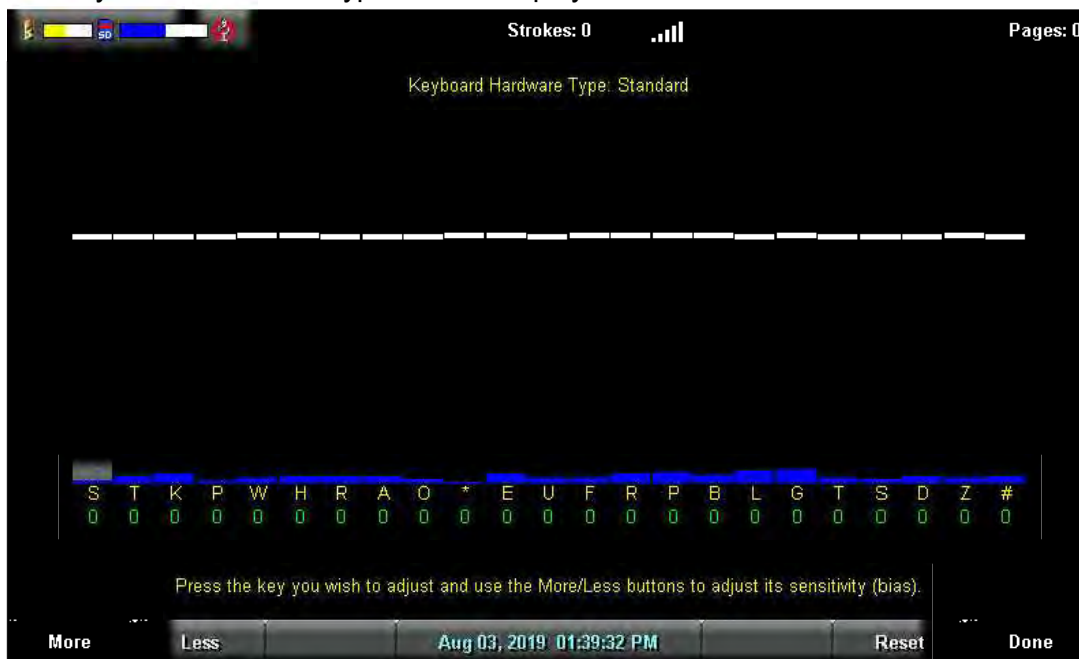 SD Strokes: 0 Pages: 0
Keyboard Hardware Type: Standard
S T K P W H R A O * E U F R P B L G T S D Z #
0 0 0 0 0 0 0 0 0 0 0 0 0 0 0 0 0 0 0 0 0 0 0
Press the key you wish to adjust and use the More/Less buttons to adjust its sensitivity (bias).
More Less Aug 03, 2019 01:39:32 PM Reset Done